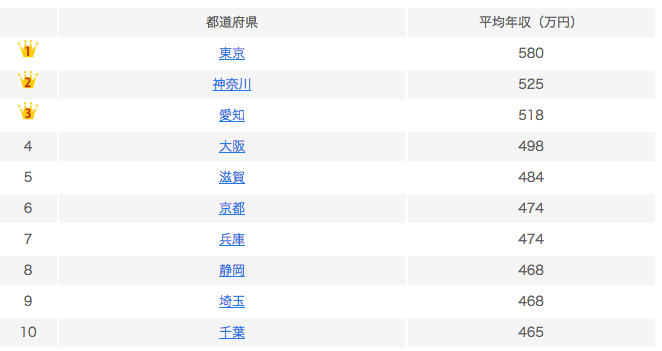 都道府県 平均年収（万円）
1 東京 580
2 神奈川 525
3 愛知 518
4 大阪 498
5 滋賀 484
6 京都 474
7 兵庫 474
8 静岡 468
9 埼玉 468
10 千葉 465